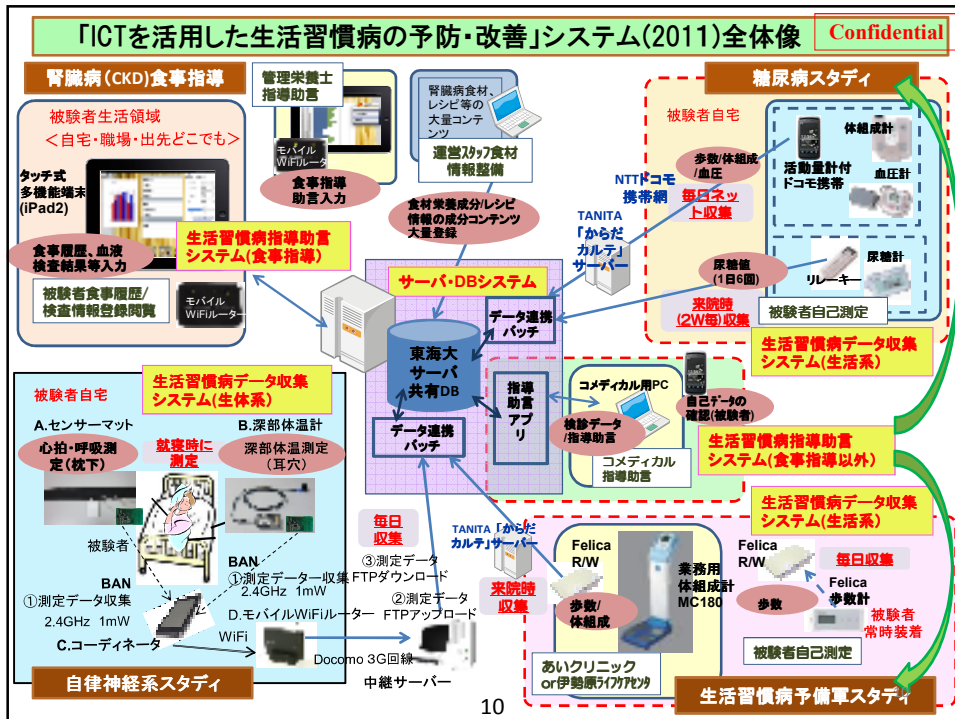 「ICTを活用した生活習慣病の予防・改善」システム(2011)全体像
Confidential
腎臓病(CKD)食事指導
被験者生活領域
<自宅・職場・出先どこでも>
タッチ式
多機能端末
(iPad2)
食事履歴、血液
検査結果等入力
被験者食事履歴/
検査情報登録閲覧
モバイル
WiFiルーター
管理栄養士
指導助言
モバイル
WiFiルータ
食事指導
助言入力
生活習慣病指導助言
システム(食事指導)
腎臓病食材、
レシピ等の
大量コンテ
ンツ
運営スタッフ食材
情報整備
食材栄養成分/レシピ
情報の成分コンテンツ
大量登録
糖尿病スタディ
被験者自宅
体組成計
活動量計付
ドコモ携帯
血圧計
歩数/体組成
/血圧
NTTドコモ
携帯網
毎日ネッ
ト収集
TANITA
「からだ
カルテ」
サーバー
尿糖値
(1日6回)
リレーキー
尿糖計
来院時
(2W毎)収集
被験者自己測定
生活習慣病データ収集
システム(生活系)
サーバ・DBシステム
データ連携
バッチ
東海大
サーバ
共有DB
指導
助言
アプリ
データ連携
バッチ
コメディカル用PC
検診データ
/指導助言
コメディカル
指導助言
自己データの
確認(被験者)
生活習慣病指導助言
システム(食事指導以外)
生活習慣病データ収集
システム(生体系)
被験者自宅
A.センサーマット
心拍・呼吸測
定(枕下)
就寝時に
測定
B.深部体温計
深部体温測定
(耳穴)
被験者
BAN
①測定データ収集
2.4GHz 1mW
BAN
①測定データー収集
2.4GHz 1mW
C.コーディネータ
D.モバイルWiFiルーター
WiFi
Docomo 3G回線
自律神経系スタディ
毎日
収集
③測定データ
FTPダウンロード
②測定データ
FTPアップロード
中継サーバー
TANITA「からだ
カルテ」サーバー
来院時
収集
Felica
R/W
歩数/
体組成
業務用
体組成計
MC180
あいクリニック
or伊勢原ライフケアセンタ
生活習慣病データ収集
システム(生活系)
Felica
R/W
毎日収集
Felica
歩数計
歩数
被験者
常時装着
被験者自己測定
生活習慣病予備軍スタディ
10